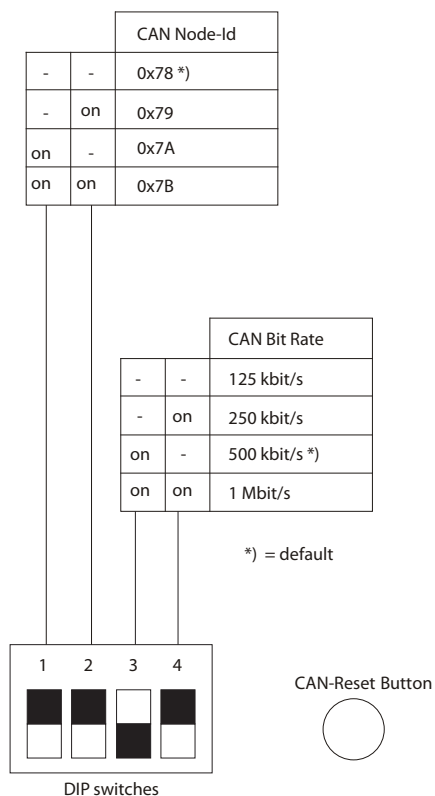 CAN Node-Id
- - 0x78 *)
- on 0x79
on - 0x7A
on on 0x7B
CAN Bit Rate
- - 125 kbit/s
- on 250 kbit/s
on - 500 kbit/s *)
on on 1 Mbit/s
*) = default
1 2 3 4
CAN-Reset Button
DIP switches